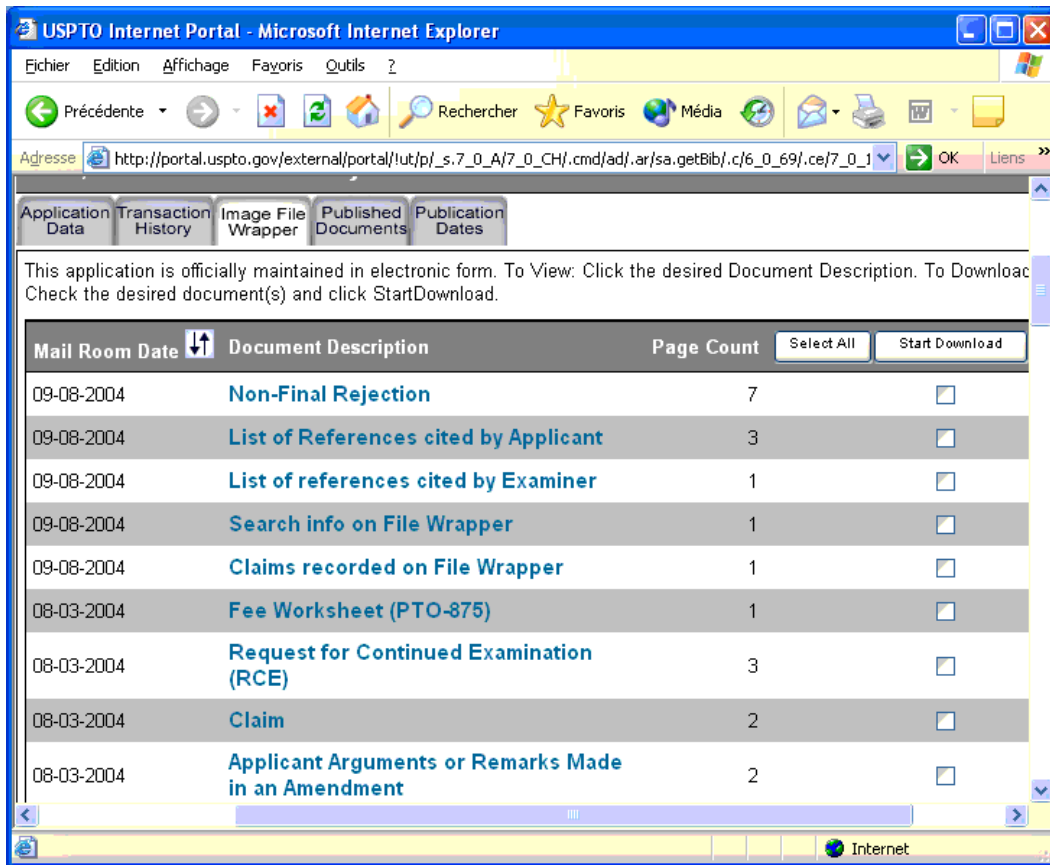 USPTO Internet Portal - Microsoft Internet Explorer
Fichier Edition Affichage Favoris Outils ?
Précédente Rechercher Favoris Média
Adresse http://portal.uspto.gov/external/portal/!ut/p/_s.7_0_A/7_0_CH/.cmd/ad/.ar/sa.getBib/.c/6_0_69/.ce/7_0_1 OK Liens »
Application Data Transaction History Image File Wrapper Published Documents Publication Dates
This application is officially maintained in electronic form. To View: Click the desired Document Description. To Downloac
Check the desired document(s) and click StartDownload.
Mail Room Date Document Description Page Count Select All Start Download
09-08-2004 Non-Final Rejection 7
09-08-2004 List of References cited by Applicant 3
09-08-2004 List of references cited by Examiner 1
09-08-2004 Search info on File Wrapper 1
09-08-2004 Claims recorded on File Wrapper 1
08-03-2004 Fee Worksheet (PTO-875) 1
08-03-2004 Request for Continued Examination
(RCE) 3
08-03-2004 Claim 2
08-03-2004 Applicant Arguments or Remarks Made
in an Amendment 2
Internet